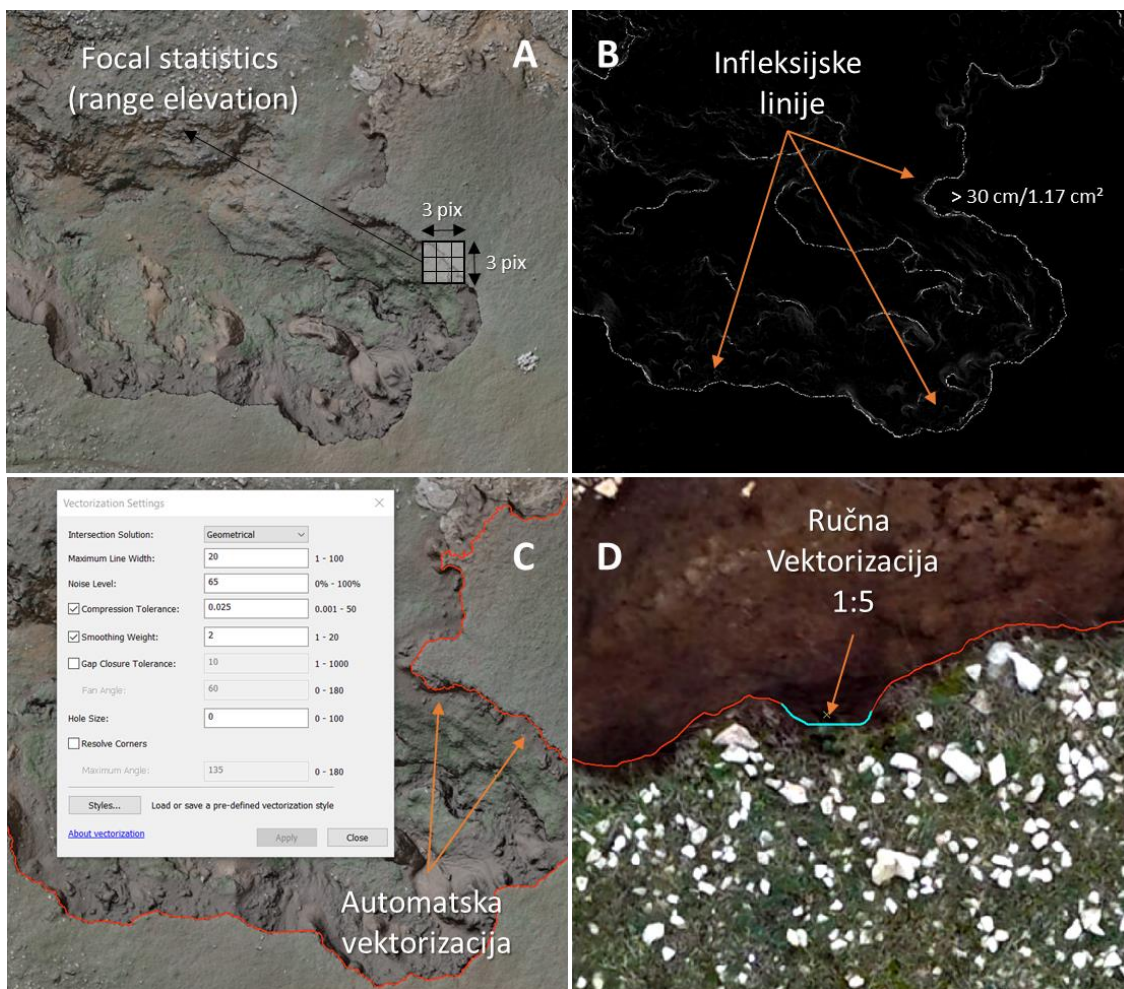 Focal statistics
(range elevation)
A
3 pix
3 pix
B
Infleksijske
linije
> 30 cm/1.17 cm²
Vectorization Settings
Intersection Solution: Geometrical
Maximum Line Width: 20 1 - 100
Noise Level: 65 0% - 100%
Compression Tolerance: 0.025 0.001 - 50
Smoothing Weight: 2 1 - 20
Gap Closure Tolerance: 10 1 - 1000
Fan Angle: 60 0 - 180
Hole Size: 0 0 - 100
Resolve Corners
Maximum Angle: 135 0 - 180
Styles... Load or save a pre-defined vectorization style
About vectorization Apply Close
C
Automatska
vektorizacija
D
Ručna
Vektorizacija
1:5